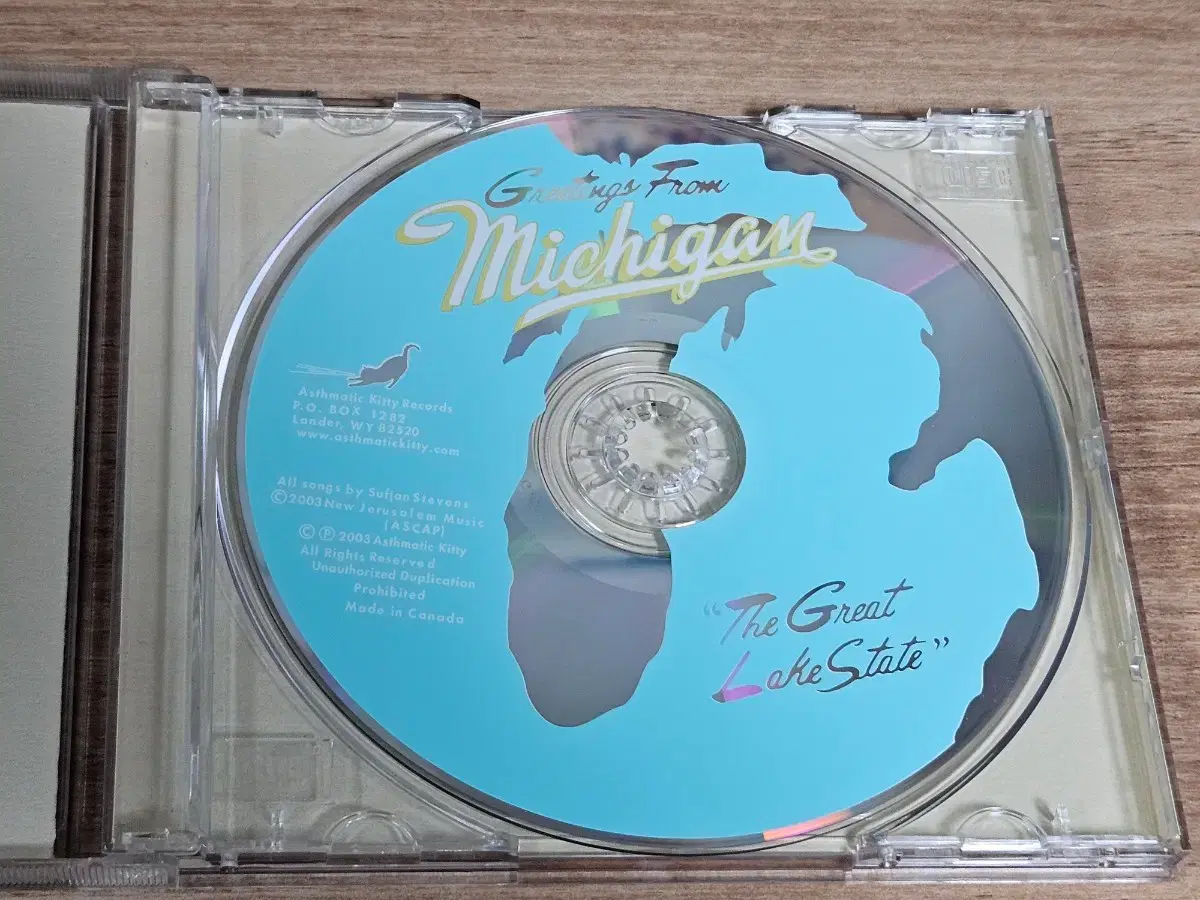 Greetings From
Michigan
Asthmatic Kitty Records
P.O. BOX 1282
Lander, WY 82520
www.asthmatickitty.com
All songs by Sufjan Stevens
©2003 New Jerusalem Music
(ASCAP)
© ℗ 2003 Asthmatic Kitty
All Rights Reserved
Unauthorized Duplication
Prohibited
Made in Canada
"The Great
Lake State"